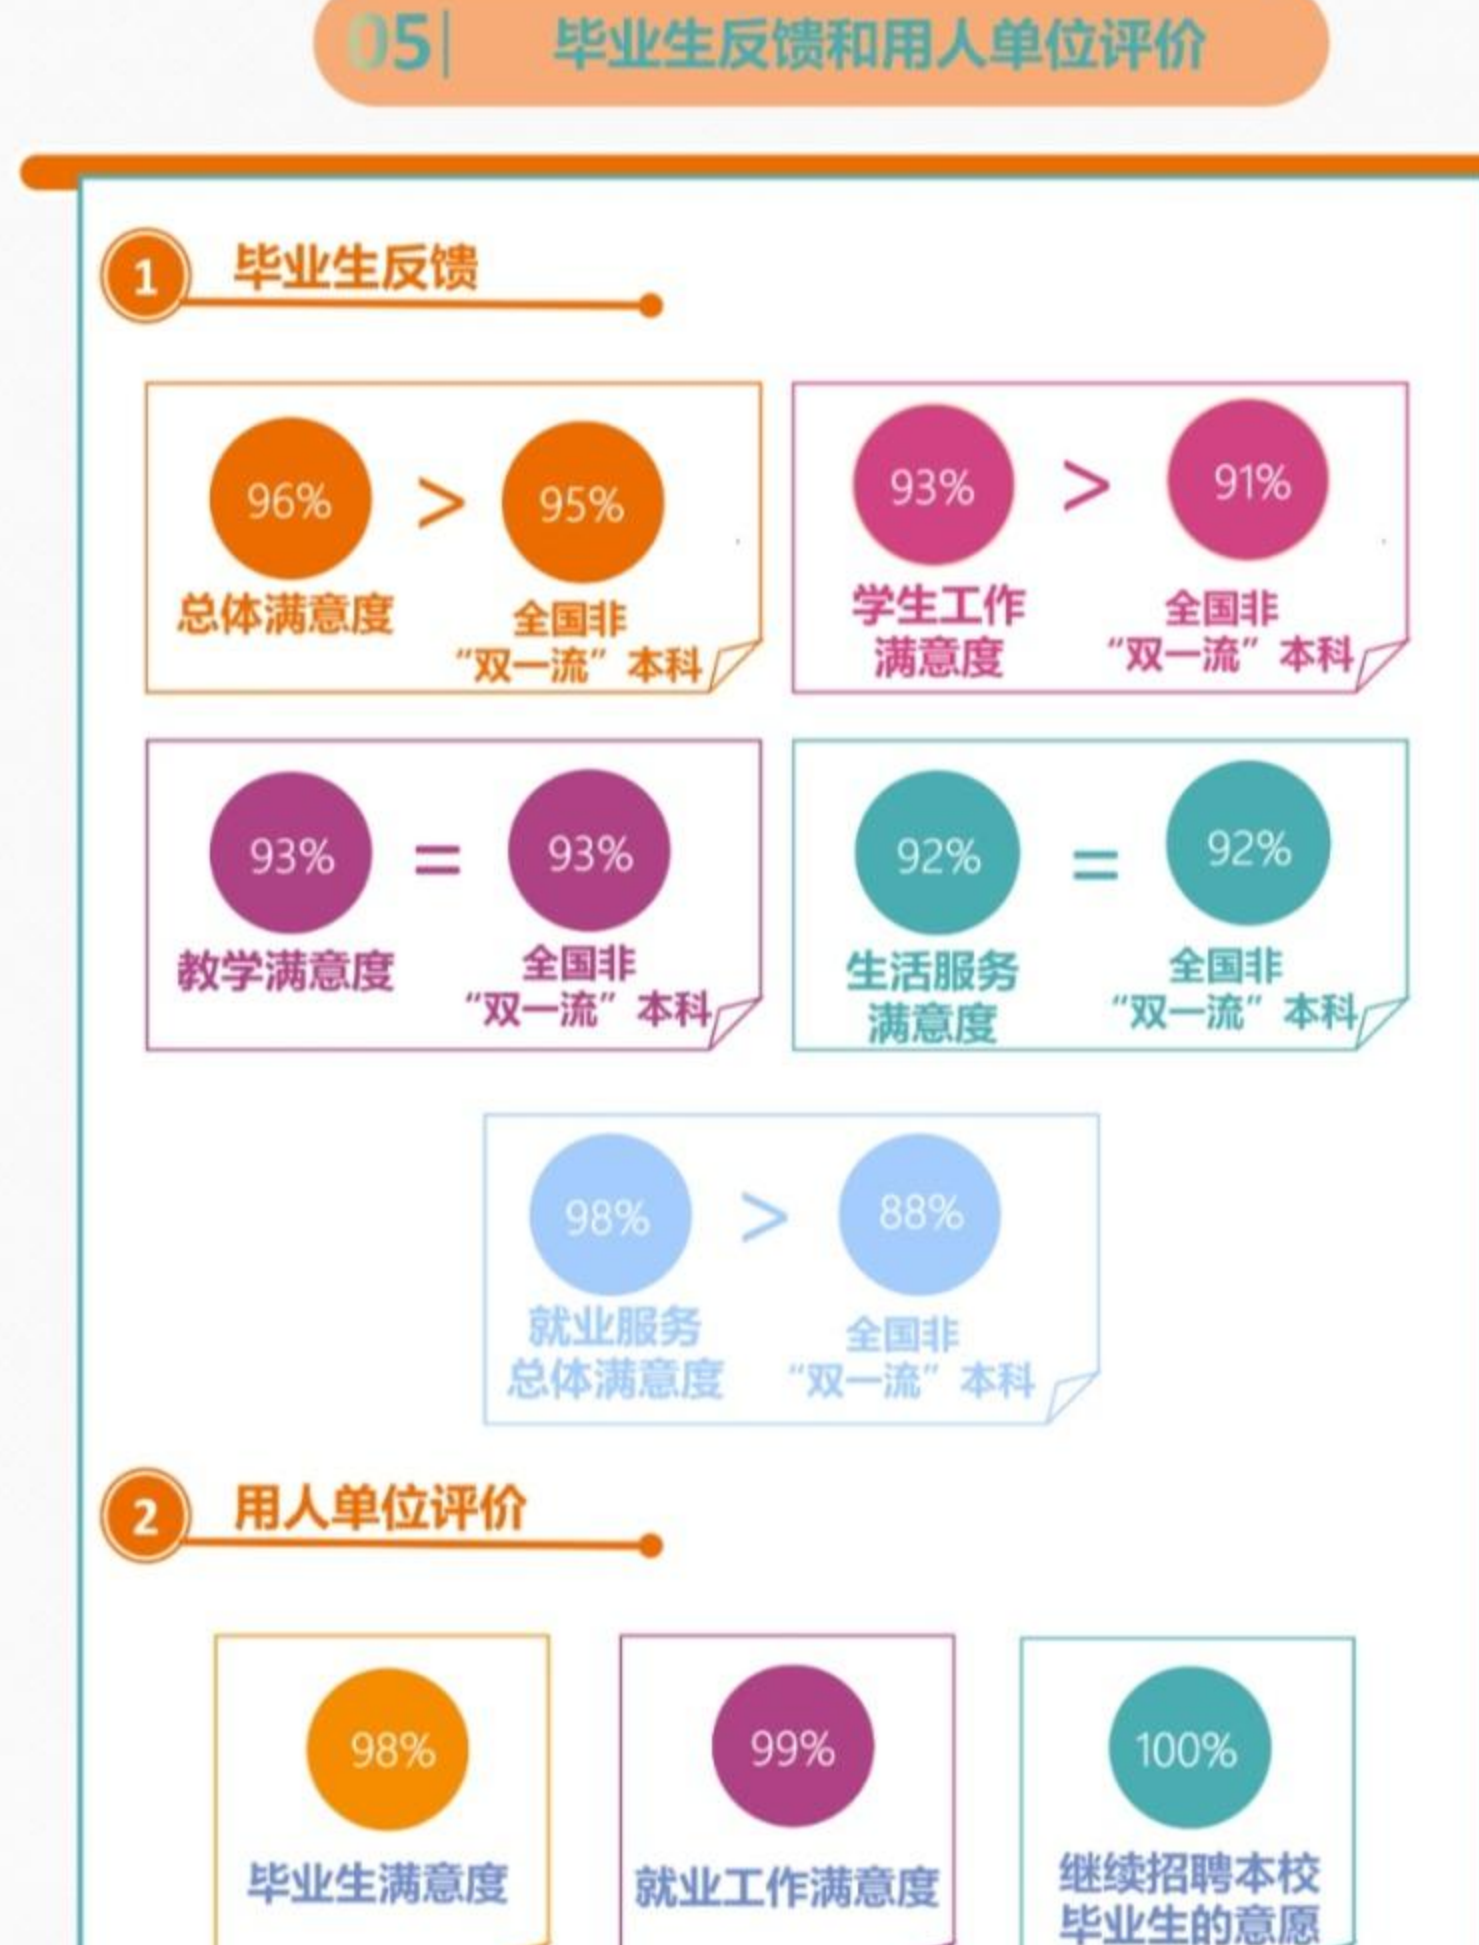 05| 毕业生反馈和用人单位评价
1 毕业生反馈
96% > 95%
总体满意度
全国非
“双一流”本科
93% > 91%
学生工作
满意度
全国非
“双一流”本科
93% = 93%
教学满意度
全国非
“双一流”本科
92% = 92%
生活服务
满意度
全国非
“双一流”本科
98% > 88%
就业服务
总体满意度
全国非
“双一流”本科
2 用人单位评价
98%
毕业生满意度
99%
就业工作满意度
100%
继续招聘本校
毕业生的意愿